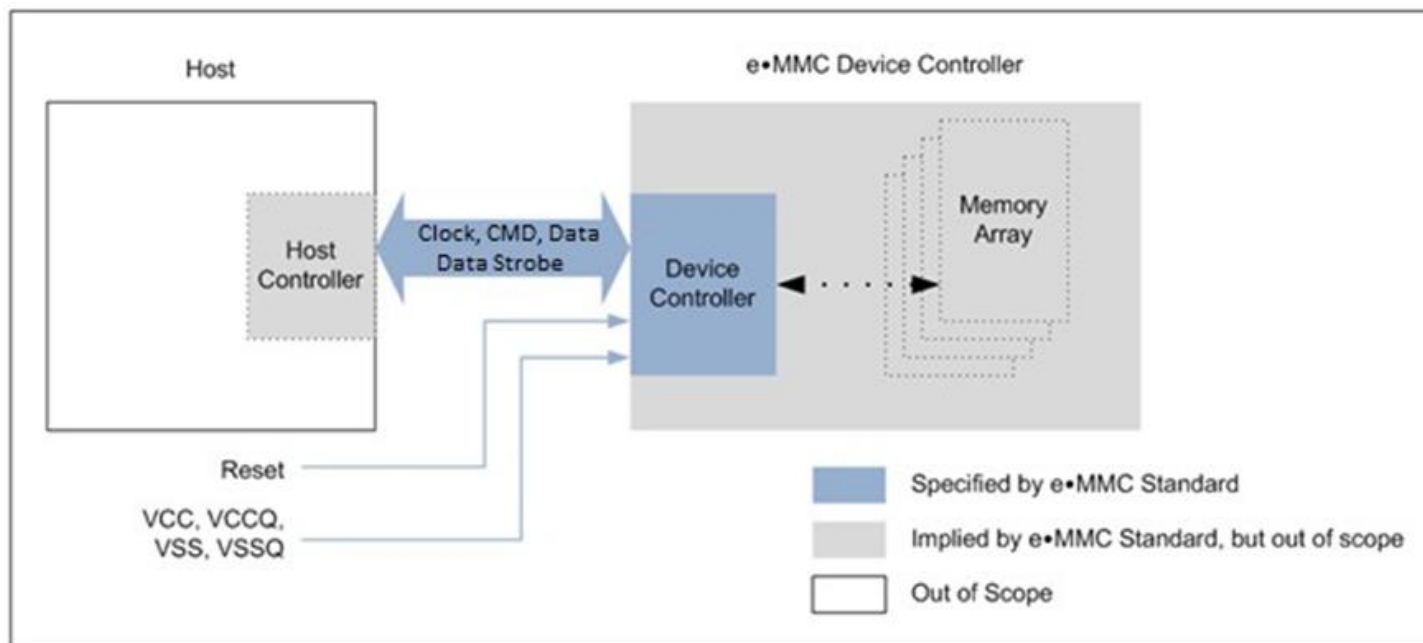 Host
e•MMC Device Controller
Host
Controller
Clock, CMD, Data
Data Strobe
Device
Controller
Memory
Array
Reset
VCC, VCCQ,
VSS, VSSQ
Specified by e•MMC Standard
Implied by e•MMC Standard, but out of scope
Out of Scope